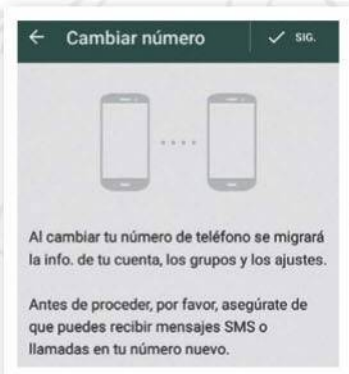 Cambiar número
SIG.
Al cambiar tu número de teléfono se migrará
la info. de tu cuenta, los grupos y los ajustes.
Antes de proceder, por favor, asegúrate de
que puedes recibir mensajes SMS o
llamadas en tu número nuevo.